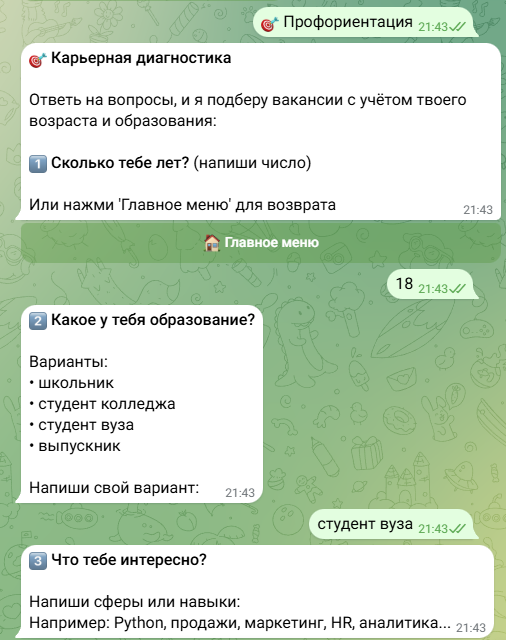 🎯 Профориентация 21:43
🎯 Карьерная диагностика
Ответь на вопросы, и я подберу вакансии с учётом твоего
возраста и образования:
1 Сколько тебе лет? (напиши число)
Или нажми 'Главное меню' для возврата
21:43
🏠 Главное меню
18 21:43
2 Какое у тебя образование?
Варианты:
• школьник
• студент колледжа
• студент вуза
• выпускник
Напиши свой вариант: 21:43
студент вуза 21:43
3 Что тебе интересно?
Напиши сферы или навыки:
Например: Python, продажи, маркетинг, HR, аналитика... 21:43